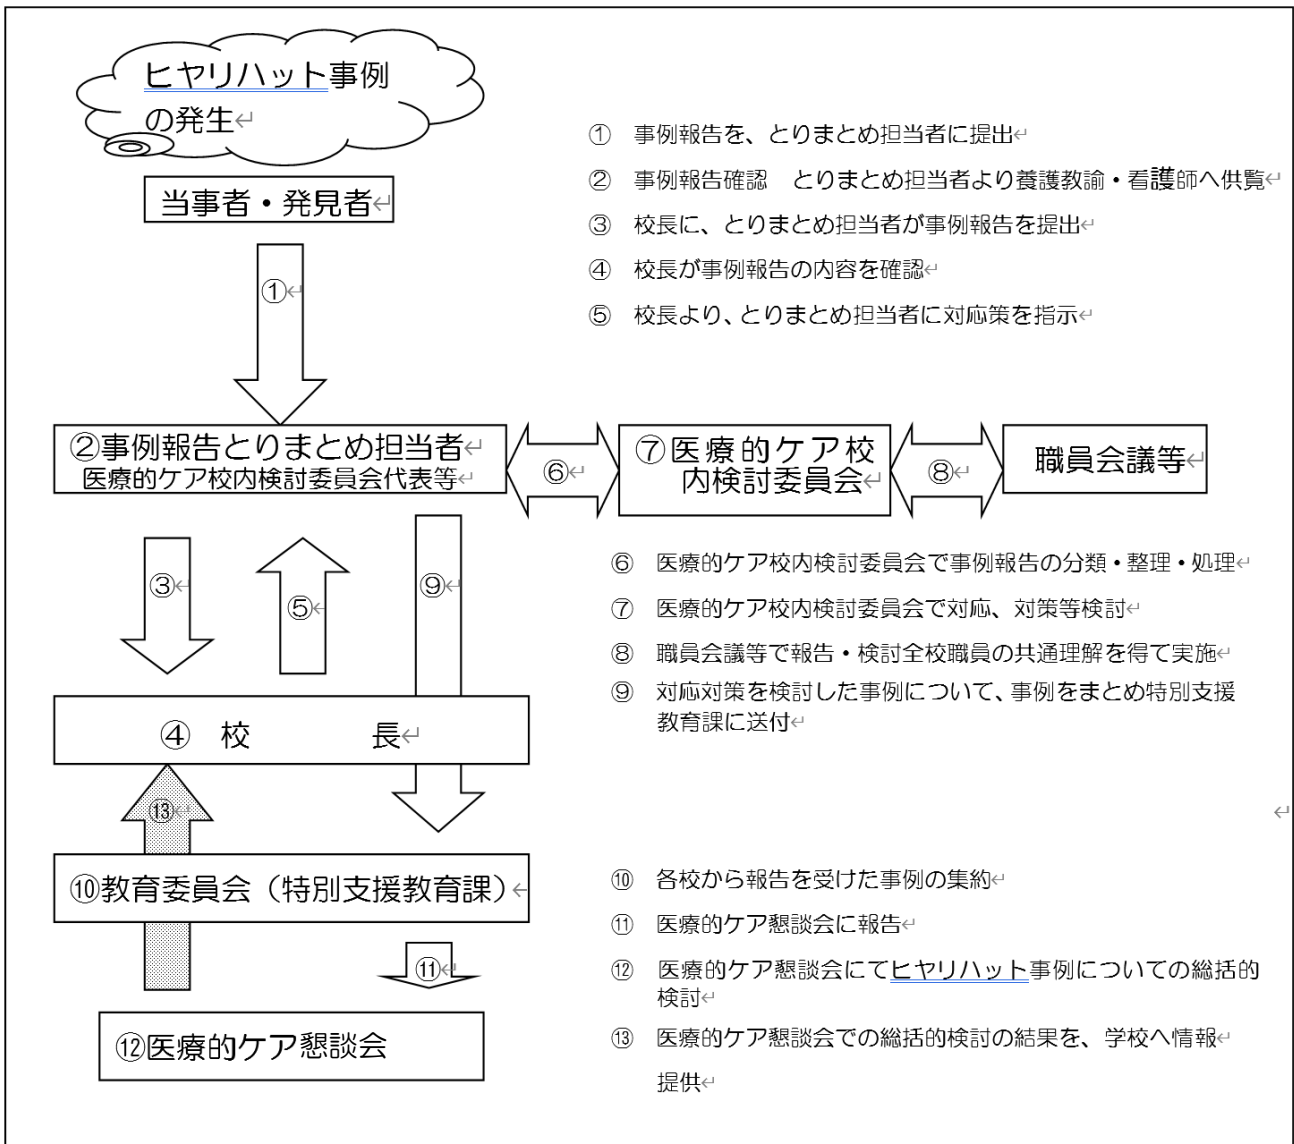 ヒヤリハット事例
の発生
当事者・発見者
①
① 事例報告を、とりまとめ担当者に提出
② 事例報告確認 とりまとめ担当者より養護教諭・看護師へ供覧
③ 校長に、とりまとめ担当者が事例報告を提出
④ 校長が事例報告の内容を確認
⑤ 校長より、とりまとめ担当者に対応策を指示
②事例報告とりまとめ担当者
医療的ケア校内検討委員会代表等
⑥
⑦医療的ケア校
内検討委員会
⑧
職員会議等
③
⑤
⑨
⑥ 医療的ケア校内検討委員会で事例報告の分類・整理・処理
⑦ 医療的ケア校内検討委員会で対応、対策等検討
⑧ 職員会議等で報告・検討全校職員の共通理解を得て実施
⑨ 対応対策を検討した事例について、事例をまとめ特別支援
教育課に送付
④ 校 長
⑬
⑩教育委員会（特別支援教育課）
⑪
⑫医療的ケア懇談会
⑩ 各校から報告を受けた事例の集約
⑪ 医療的ケア懇談会に報告
⑫ 医療的ケア懇談会にてヒヤリハット事例についての総括的
検討
⑬ 医療的ケア懇談会での総括的検討の結果を、学校へ情報
提供